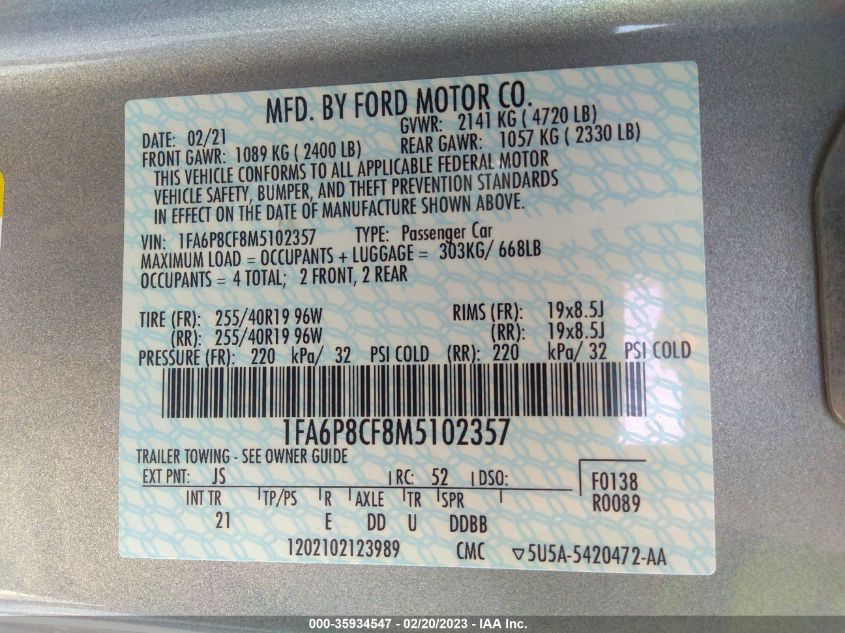 MFD. BY FORD MOTOR CO.
DATE: 02/21 GVWR: 2141 KG ( 4720 LB)
FRONT GAWR: 1089 KG ( 2400 LB) REAR GAWR: 1057 KG ( 2330 LB)
THIS VEHICLE CONFORMS TO ALL APPLICABLE FEDERAL MOTOR
VEHICLE SAFETY, BUMPER, AND THEFT PREVENTION STANDARDS
IN EFFECT ON THE DATE OF MANUFACTURE SHOWN ABOVE.
VIN: 1FA6P8CF8M5102357 TYPE: Passenger Car
MAXIMUM LOAD = OCCUPANTS + LUGGAGE = 303KG/ 668LB
OCCUPANTS = 4 TOTAL; 2 FRONT, 2 REAR
TIRE (FR): 255/40R19 96W RIMS (FR): 19x8.5J
(RR): 255/40R19 96W (RR): 19x8.5J
PRESSURE (FR): 220 kPa/ 32 PSI COLD (RR): 220 kPa/ 32 PSI COLD
1FA6P8CF8M5102357
TRAILER TOWING - SEE OWNER GUIDE
EXT PNT: JS RC: 52 DSO: F0138
INT TR TP/PS R AXLE TR SPR R0089
21 E DD U DDBB
1202102123989 CMC ▽5U5A-5420472-AA
000-35934547 - 02/20/2023 - IAA Inc.